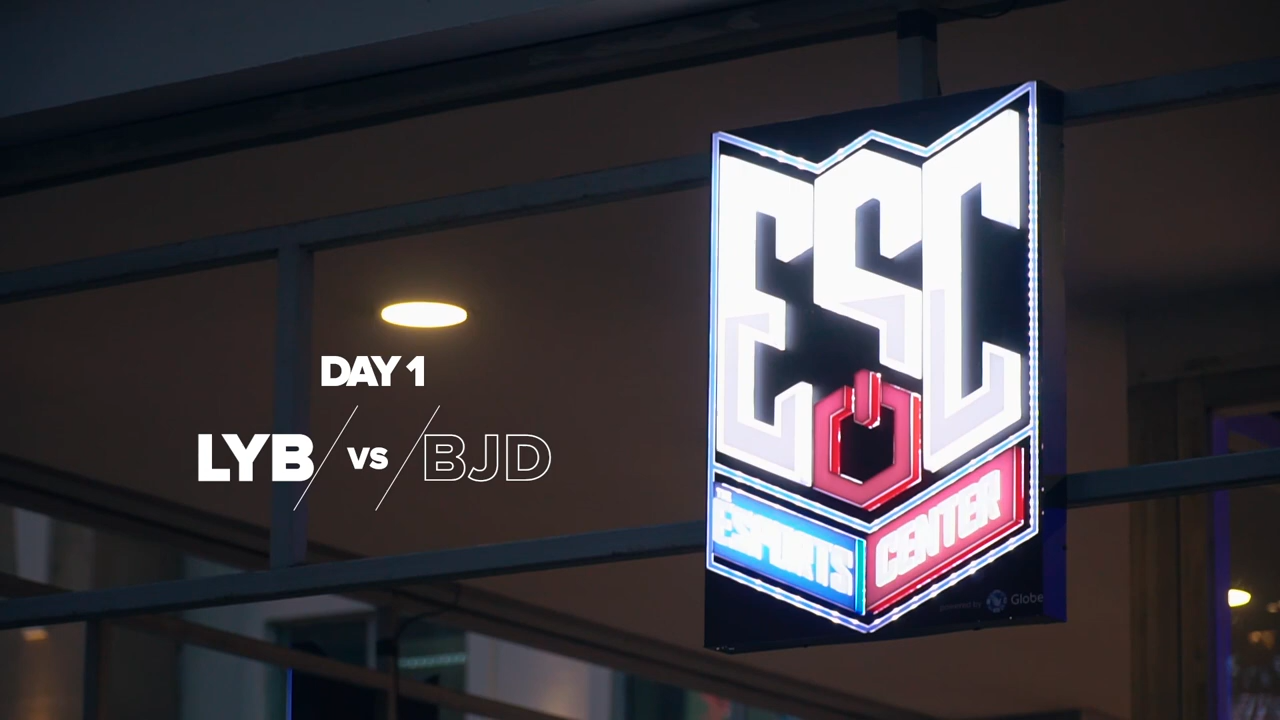 DAY 1
LYB vs BJD
ESC
THE
ESPORTS
CENTER
powered by Globe